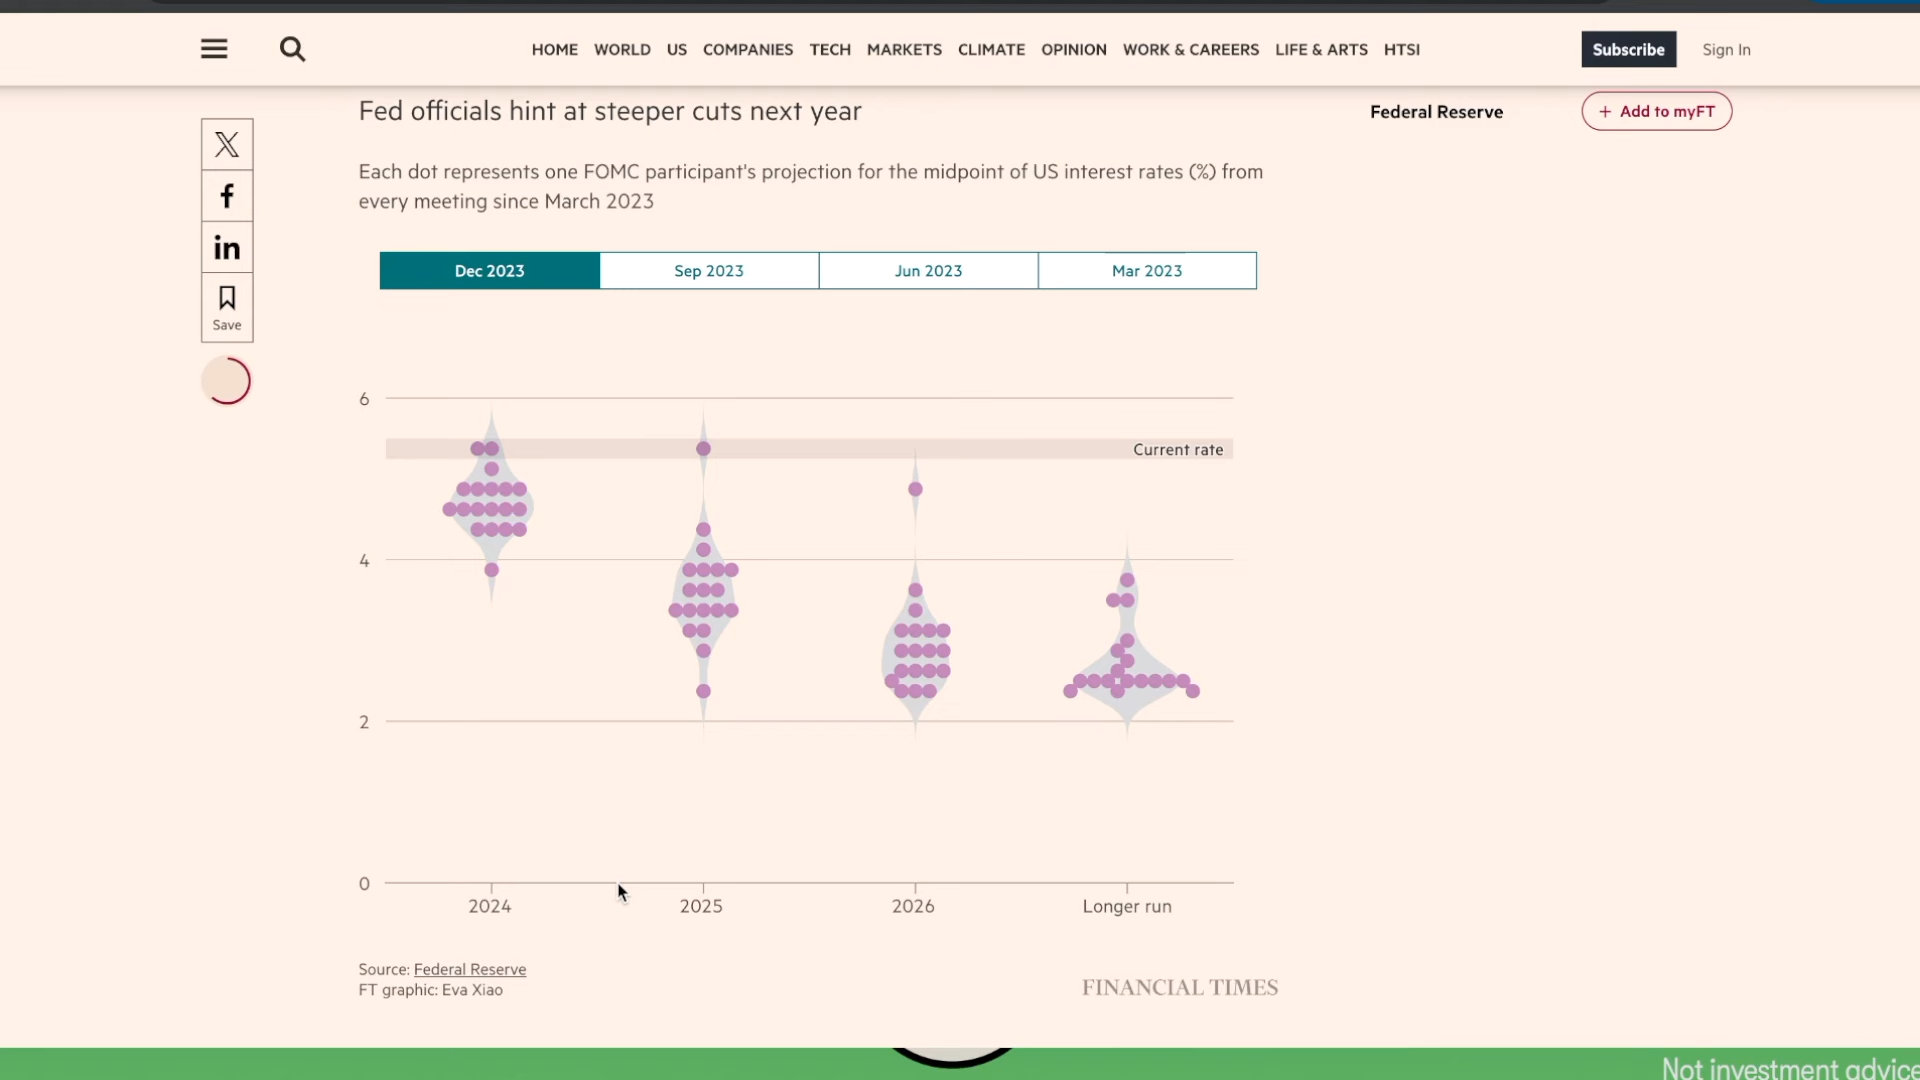 HOME WORLD US COMPANIES TECH MARKETS CLIMATE OPINION WORK & CAREERS LIFE & ARTS HTSI Subscribe Sign In
Fed officials hint at steeper cuts next year
Federal Reserve
+ Add to myFT
Each dot represents one FOMC participant's projection for the midpoint of US interest rates (%) from
every meeting since March 2023
X
f
in
Save
Dec 2023 Sep 2023 Jun 2023 Mar 2023
6
Current rate
4
2
0
2024 2025 2026 Longer run
Source: Federal Reserve
FT graphic: Eva Xiao
FINANCIAL TIMES
Not investment advice